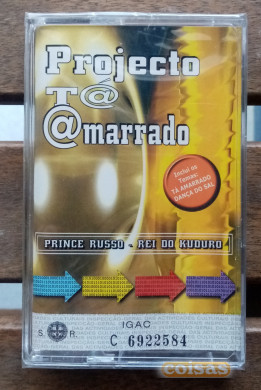 Projecto
T@
@marrado
Inclui os
Temas:
TÁ AMARRADO
DANÇA DO SAL
PRINCE RUSSO - REI DO KUDURO
IGAC
S. R.
C 6922584
coisas